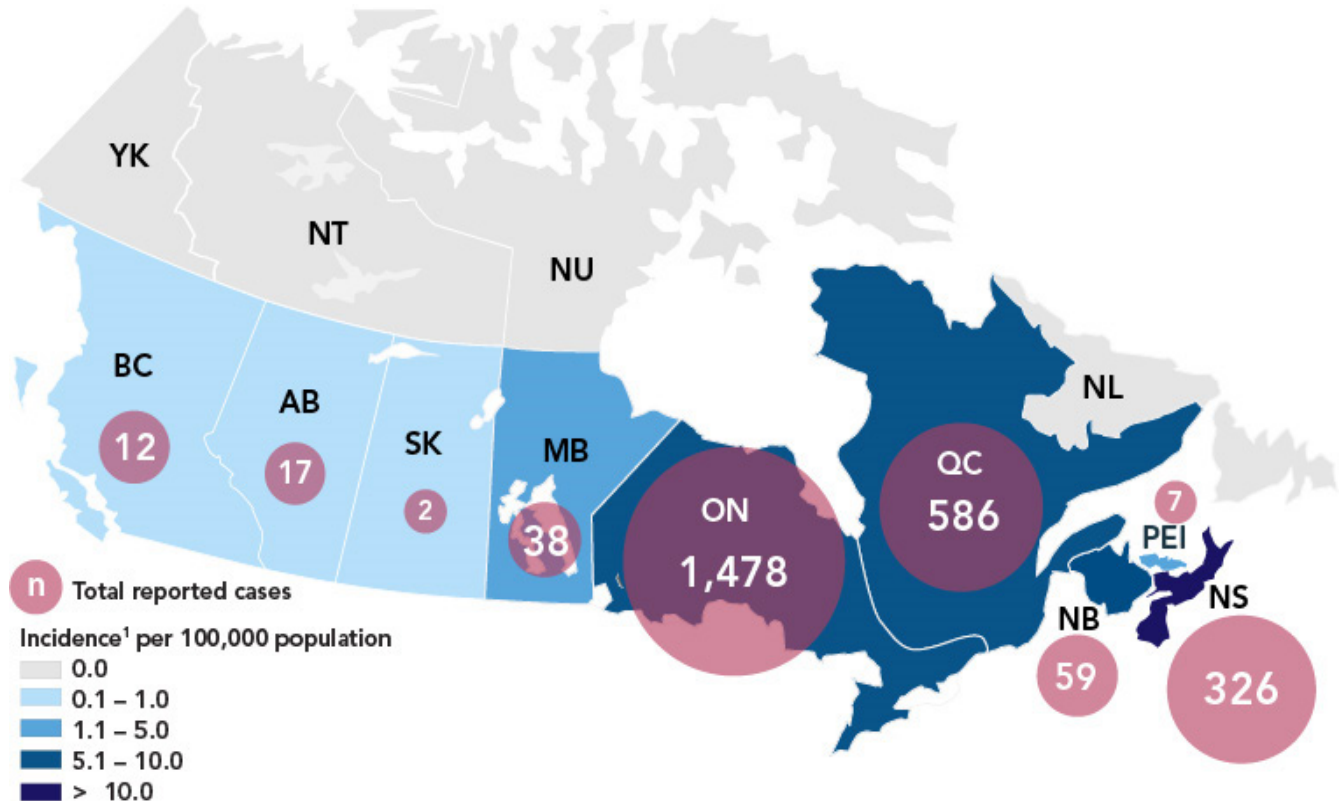 YK
NT
NU
BC
12
AB
17
SK
2
MB
38
ON
1,478
QC
586
NL
7
PEI
NS
326
NB
59
n Total reported cases
Incidence¹ per 100,000 population
0.0
0.1 – 1.0
1.1 – 5.0
5.1 – 10.0
> 10.0